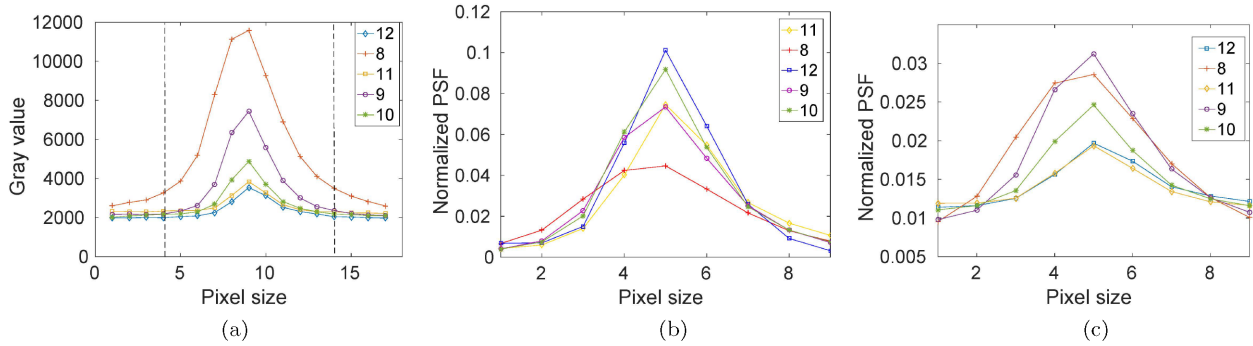 12000
10000
8000
6000
4000
2000
0
0 5 10 15
Gray value
Pixel size
12
8
11
9
10
(a)
0.12
0.1
0.08
0.06
0.04
0.02
0
2 4 6 8
Normalized PSF
Pixel size
11
8
12
9
10
(b)
0.03
0.025
0.02
0.015
0.01
0.005
2 4 6 8
Normalized PSF
Pixel size
12
8
11
9
10
(c)